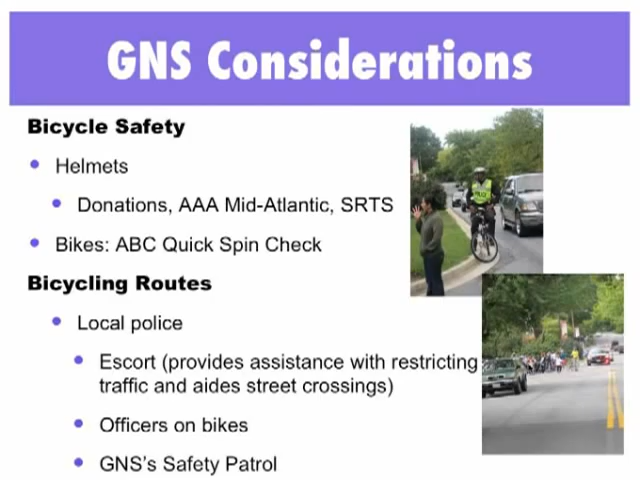 GNS Considerations
Bicycle Safety
Helmets
Donations, AAA Mid-Atlantic, SRTS
Bikes: ABC Quick Spin Check
Bicycling Routes
Local police
Escort (provides assistance with restricting
traffic and aides street crossings)
Officers on bikes
GNS's Safety Patrol
POLICE